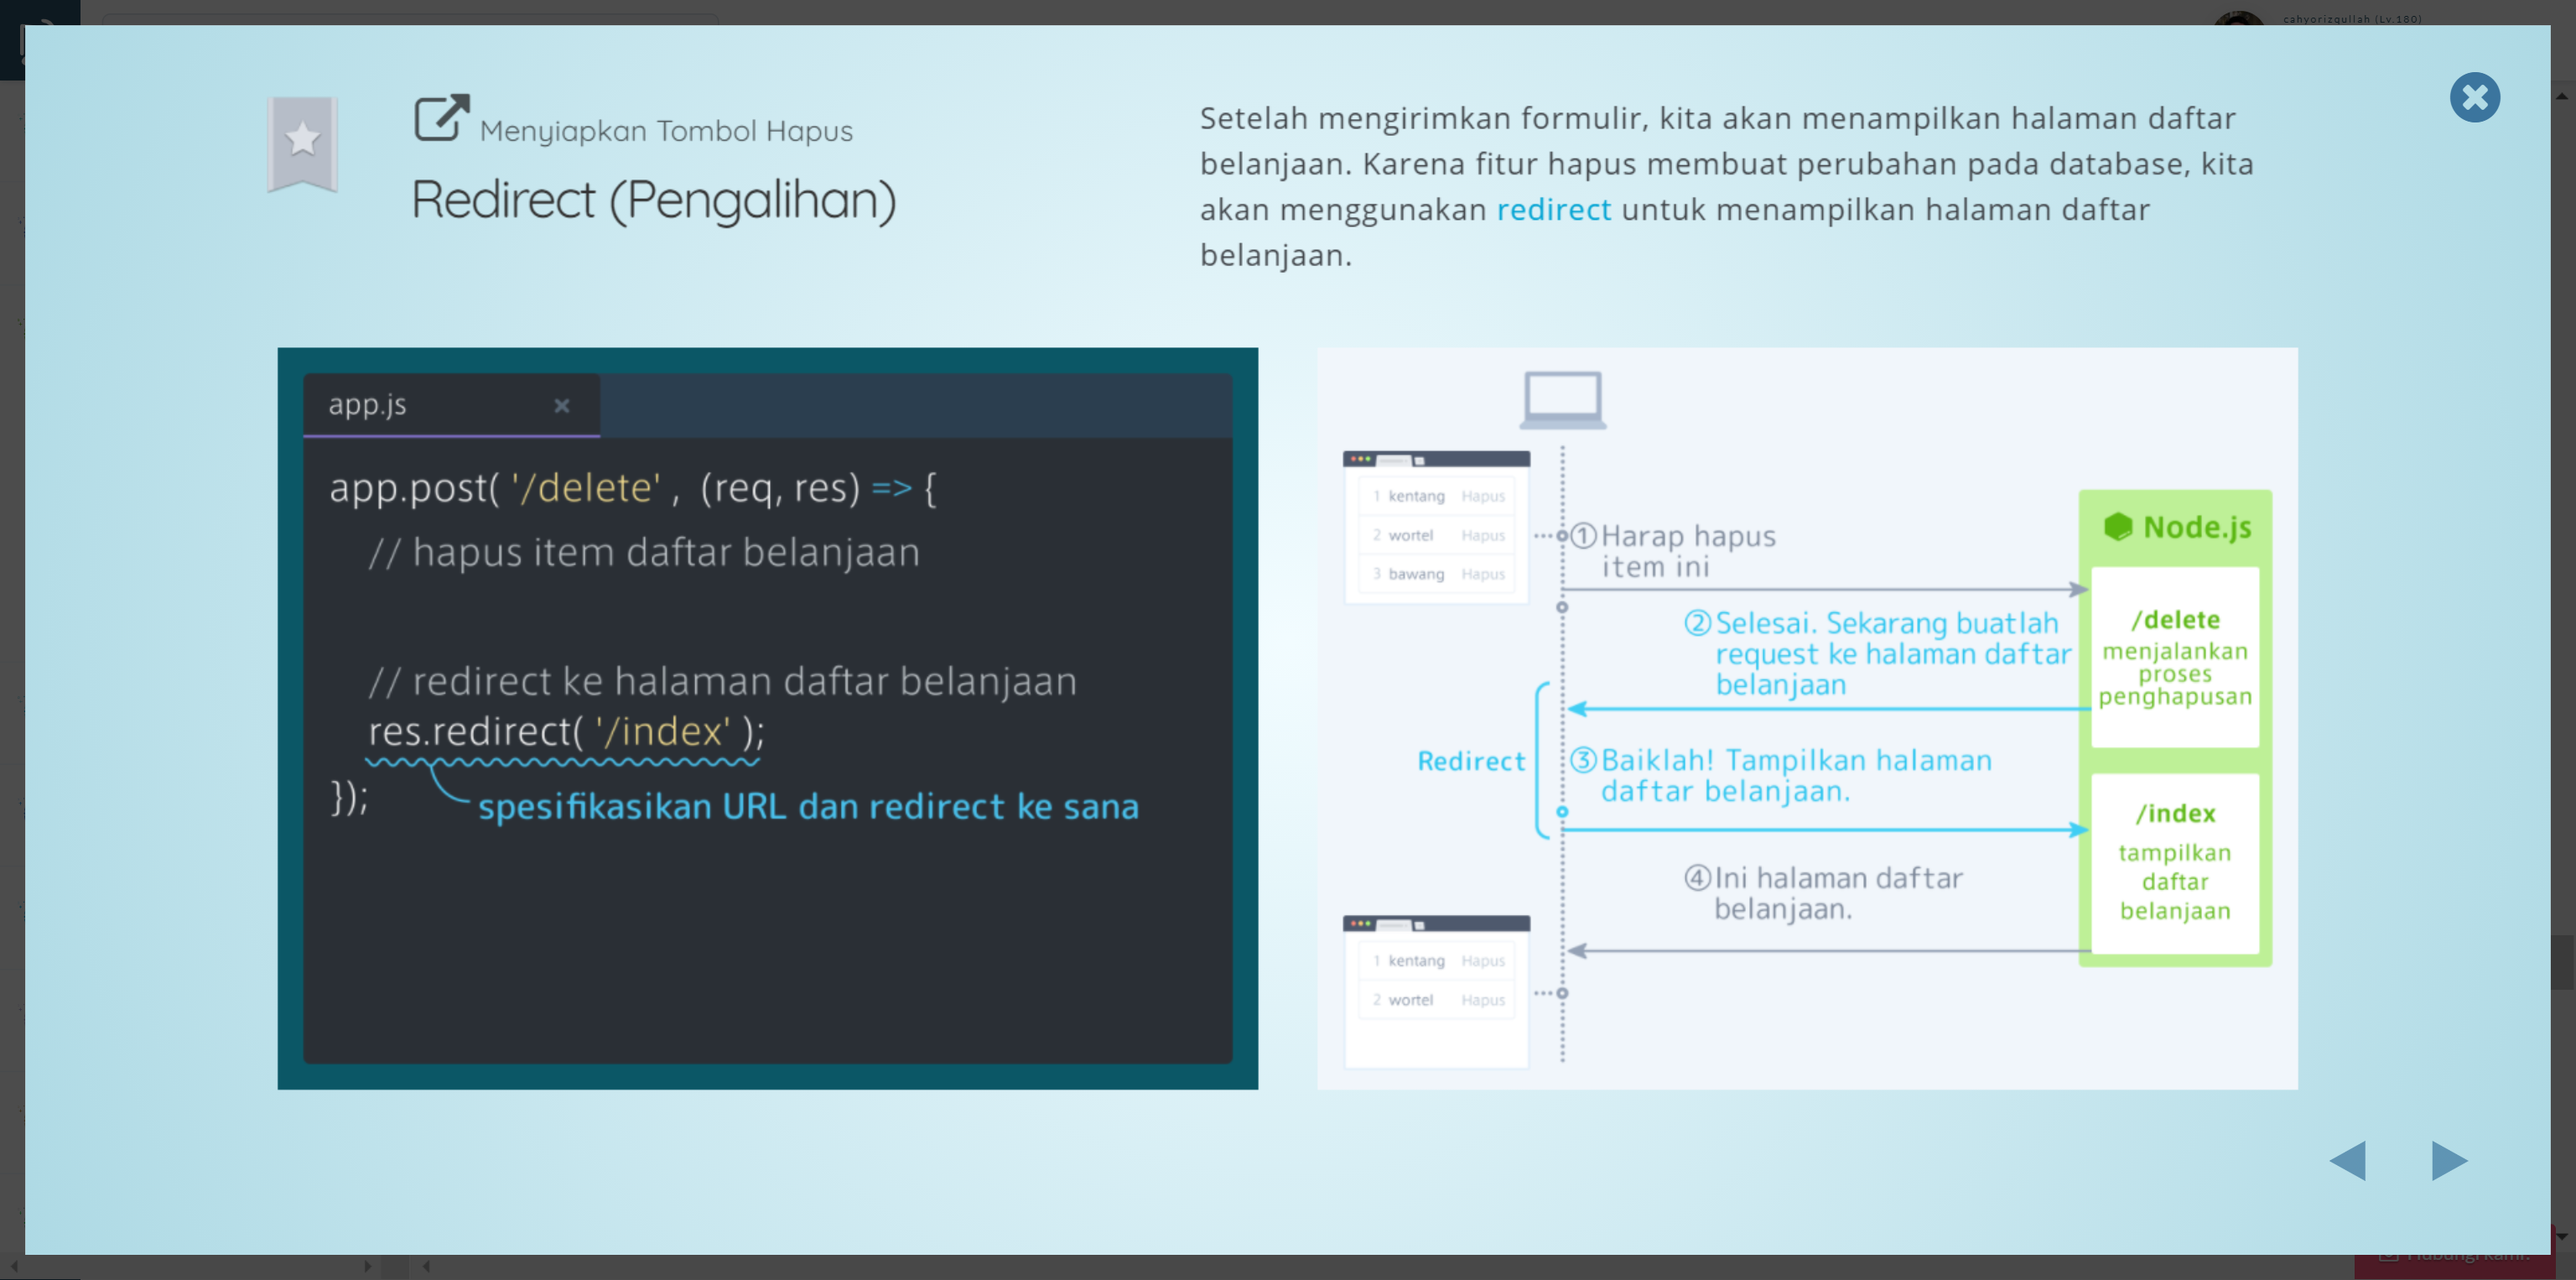 cahyorizqullah (Lv.180)
Menyiapkan Tombol Hapus
Redirect (Pengalihan)
Setelah mengirimkan formulir, kita akan menampilkan halaman daftar
belanjaan. Karena fitur hapus membuat perubahan pada database, kita
akan menggunakan redirect untuk menampilkan halaman daftar
belanjaan.
app.js
app.post( '/delete' , (req, res) => {
// hapus item daftar belanjaan
// redirect ke halaman daftar belanjaan
res.redirect( '/index' );
});
spesifikasikan URL dan redirect ke sana
1 kentang Hapus
2 wortel Hapus
3 bawang Hapus
①Harap hapus
item ini
②Selesai. Sekarang buatlah
request ke halaman daftar
belanjaan
Redirect
③Baiklah! Tampilkan halaman
daftar belanjaan.
④Ini halaman daftar
belanjaan.
1 kentang Hapus
2 wortel Hapus
Node.js
/delete
menjalankan
proses
penghapusan
/index
tampilkan
daftar
belanjaan